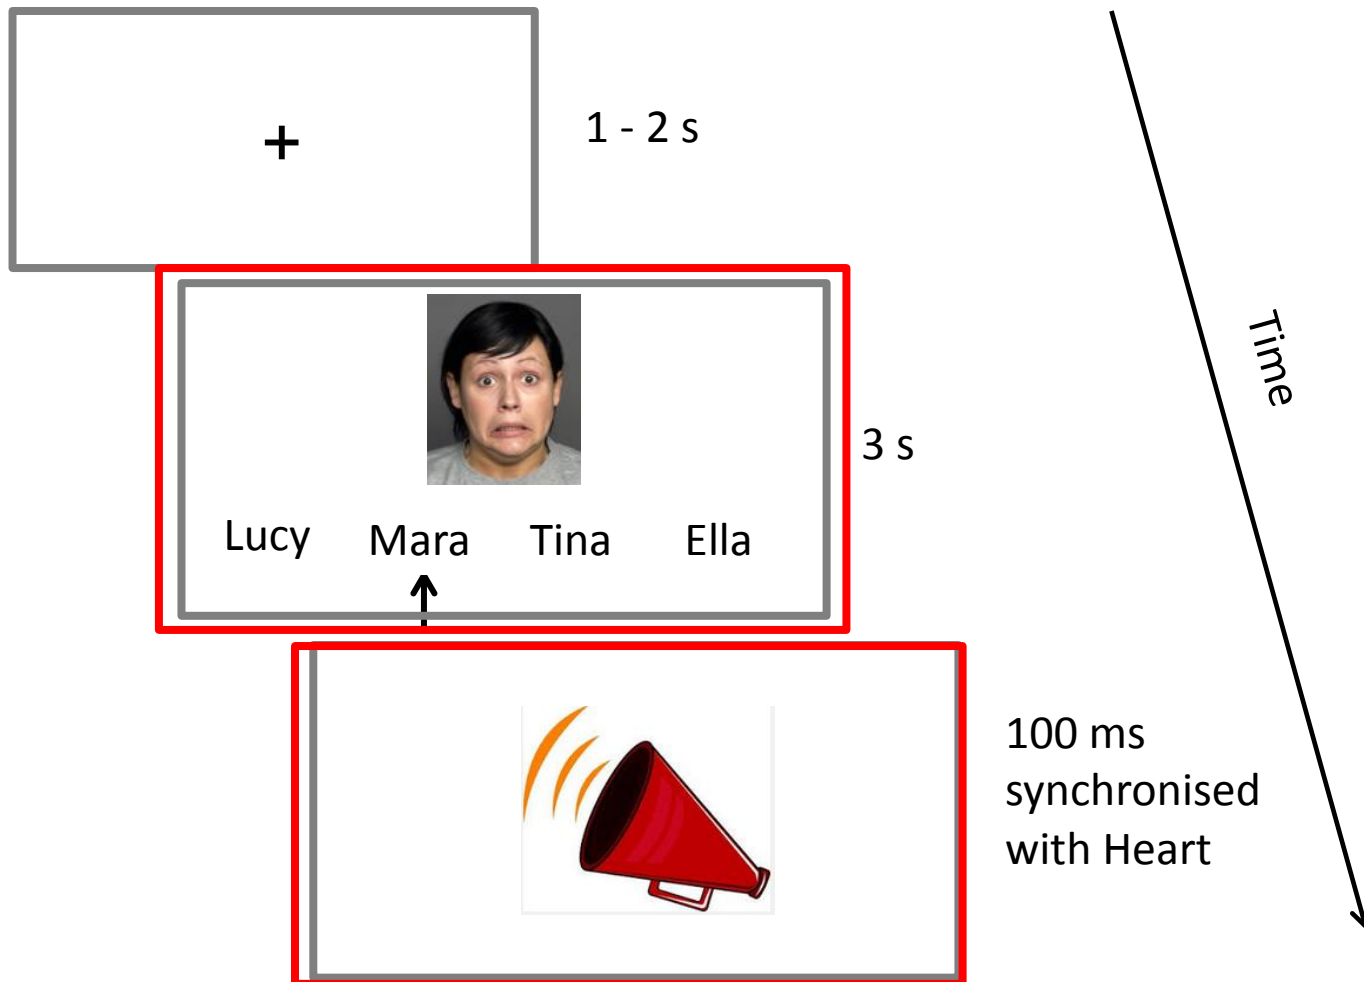 +
1 - 2 s
3 s
Lucy Mara Tina Ella
100 ms
synchronised
with Heart
Time